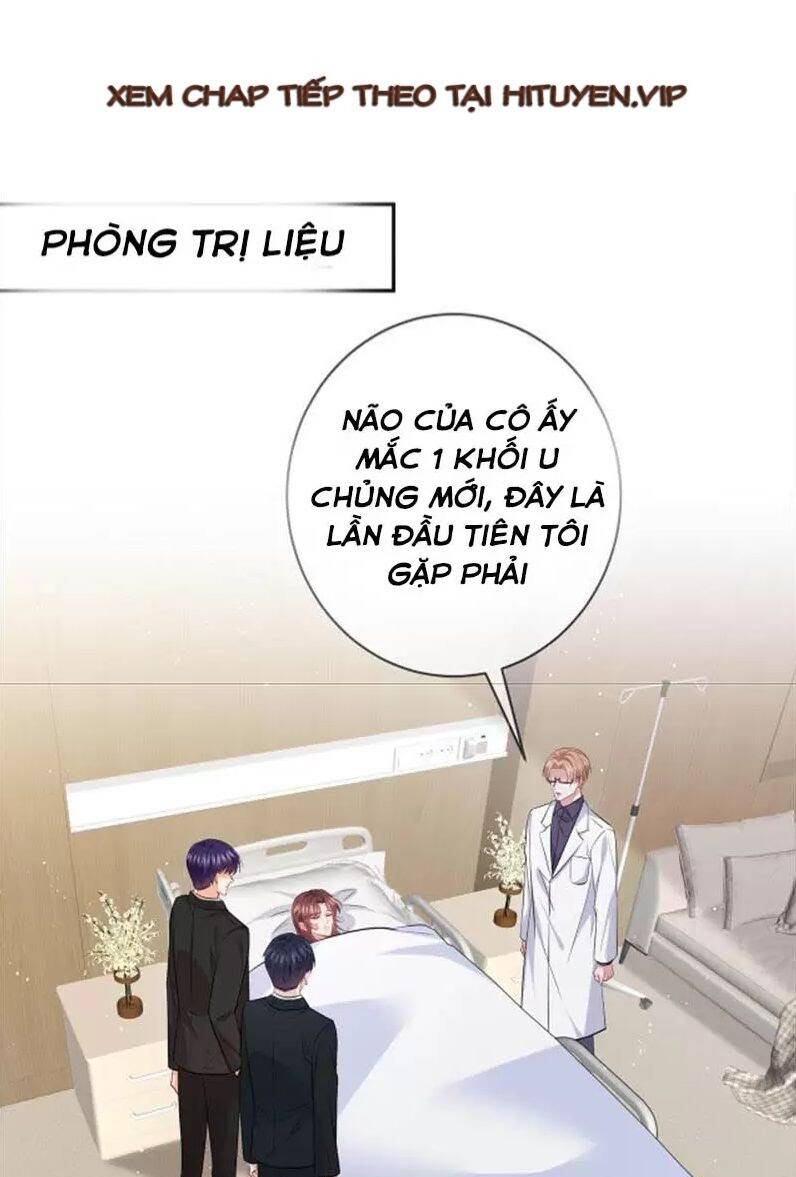 XEM CHAP TIẾP THEO TẠI HITUYEN.VIP
PHÒNG TRỊ LIỆU
NÃO CỦA CÔ ẤY
MẮC 1 KHỐI U
CHỦNG MỚI, ĐÂY LÀ
LẦN ĐẦU TIÊN TÔI
GẶP PHẢI